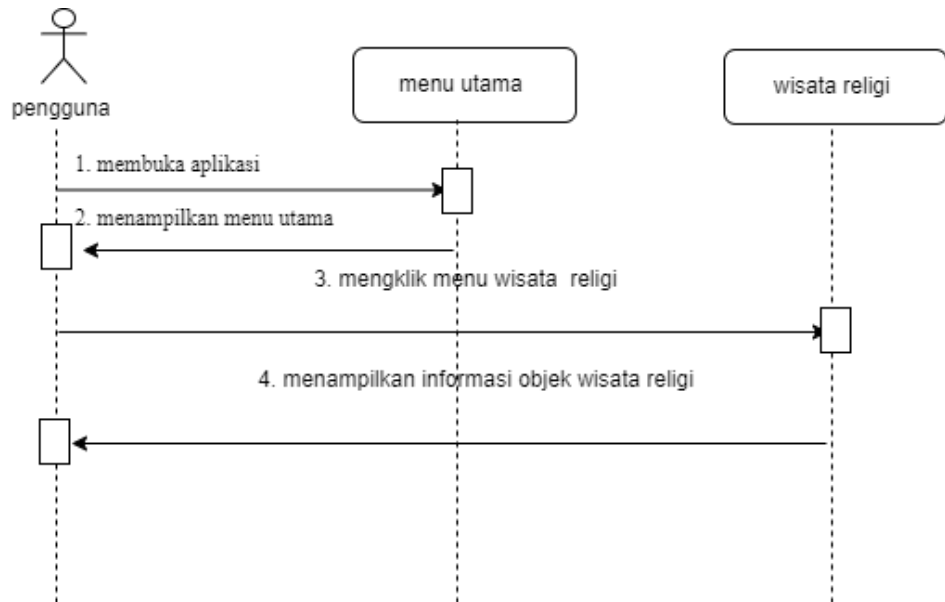 pengguna
menu utama
wisata religi
1. membuka aplikasi
2. menampilkan menu utama
3. mengklik menu wisata religi
4. menampilkan informasi objek wisata religi